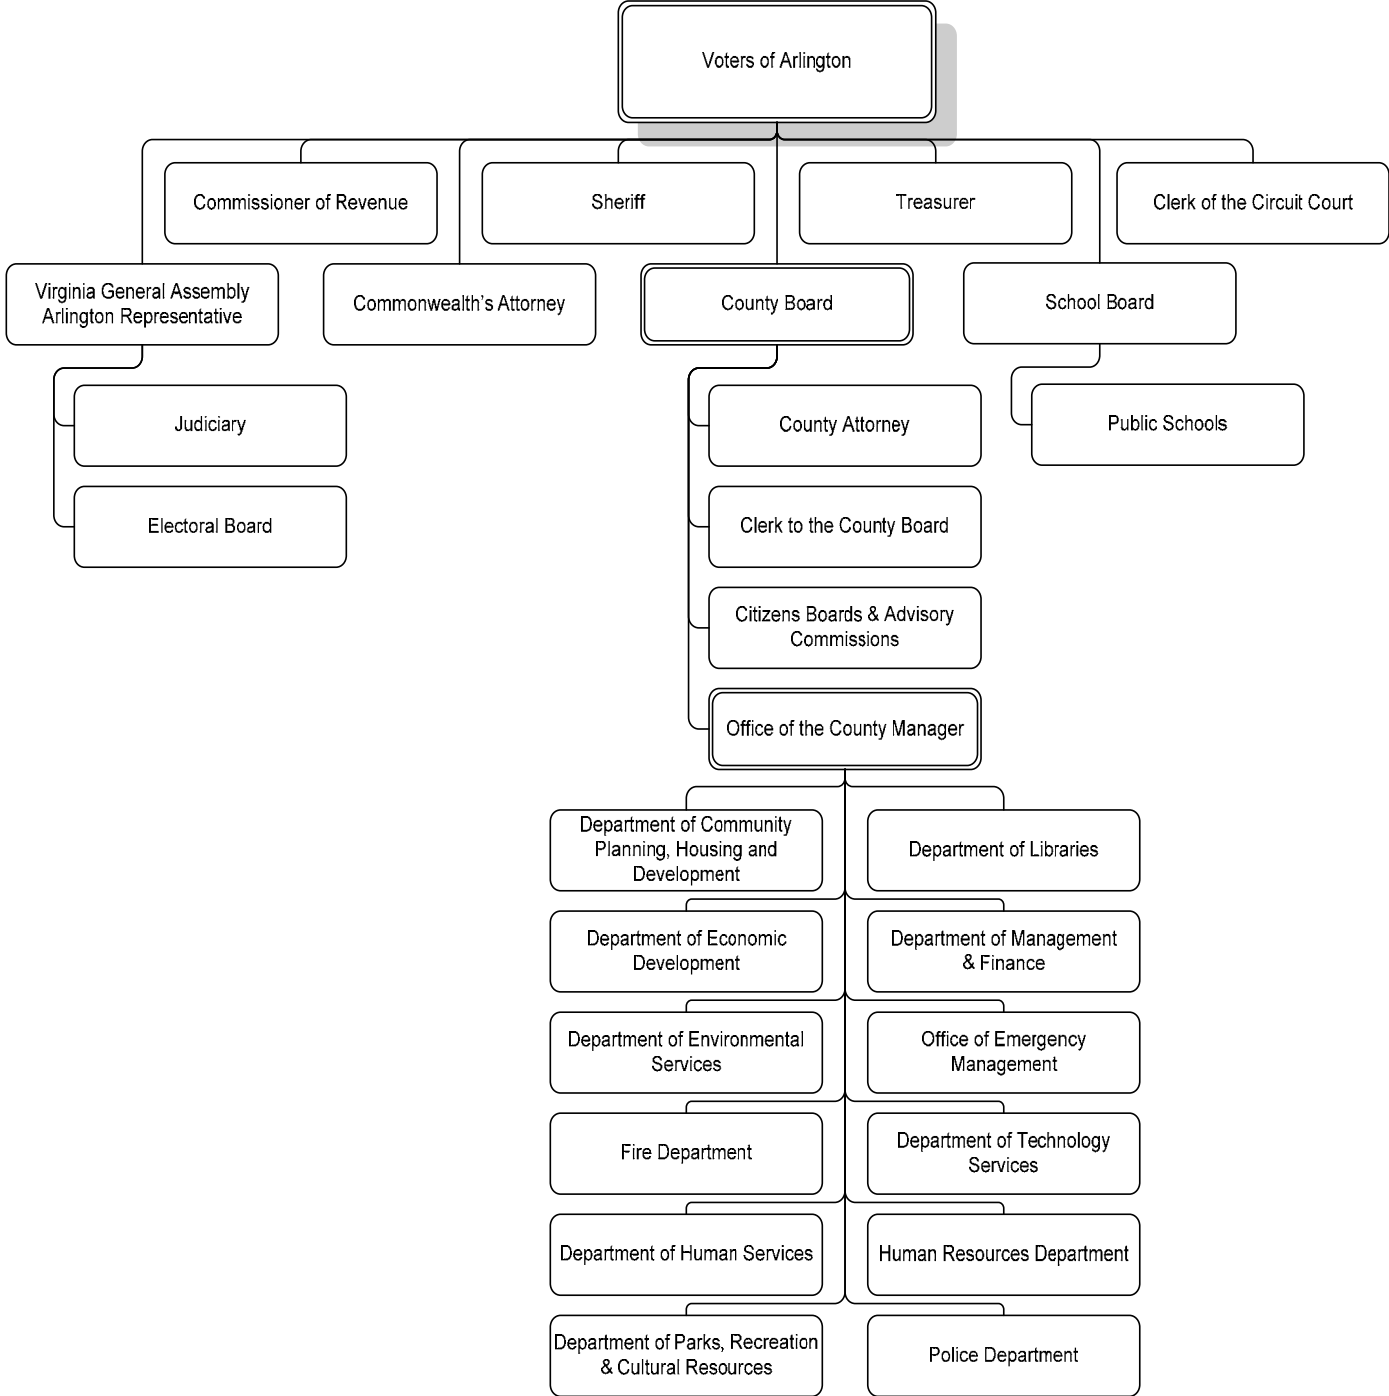 Voters of Arlington
Commissioner of Revenue
Sheriff
Treasurer
Clerk of the Circuit Court
Virginia General Assembly
Arlington Representative
Commonwealth's Attorney
County Board
School Board
Judiciary
County Attorney
Public Schools
Electoral Board
Clerk to the County Board
Citizens Boards & Advisory
Commissions
Office of the County Manager
Department of Community
Planning, Housing and
Development
Department of Libraries
Department of Economic
Development
Department of Management
& Finance
Department of Environmental
Services
Office of Emergency
Management
Fire Department
Department of Technology
Services
Department of Human Services
Human Resources Department
Department of Parks, Recreation
& Cultural Resources
Police Department